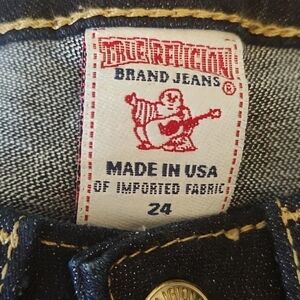 TRUE RELIGION
BRAND JEANS
®
MADE IN USA
OF IMPORTED FABRIC
24